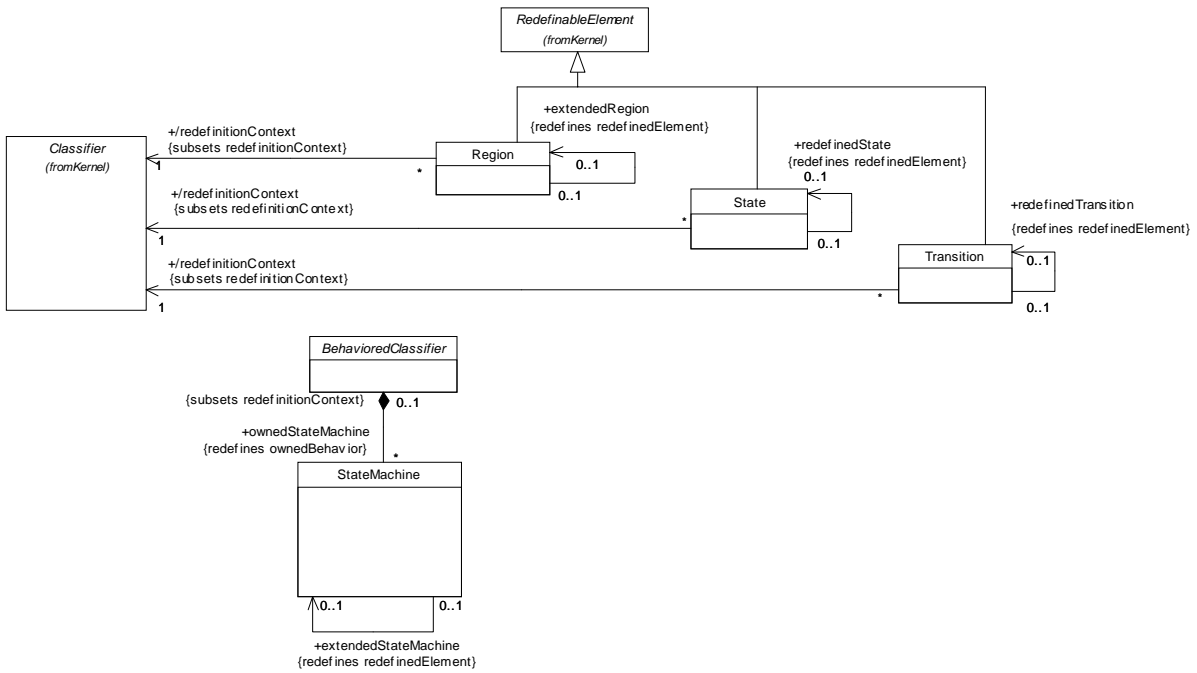 RedefinableElement
(fromKernel)
+extendedRegion
{redefines redefinedElement}
+/redefinitionContext
{subsets redefinitionContext}
Classifier
(fromKernel)
1
*
Region
0..1
0..1
+redefinedState
{redefines redefinedElement}
0..1
+/redefinitionContext
{subsets redefinitionContext}
1
*
State
0..1
+redefinedTransition
{redefines redefinedElement}
+/redefinitionContext
{subsets redefinitionContext}
1
*
Transition
0..1
0..1
BehavioredClassifier
{subsets redefinitionContext}
0..1
+ownedStateMachine
{redefines ownedBehavior}
*
StateMachine
0..1
0..1
+extendedStateMachine
{redefines redefinedElement}